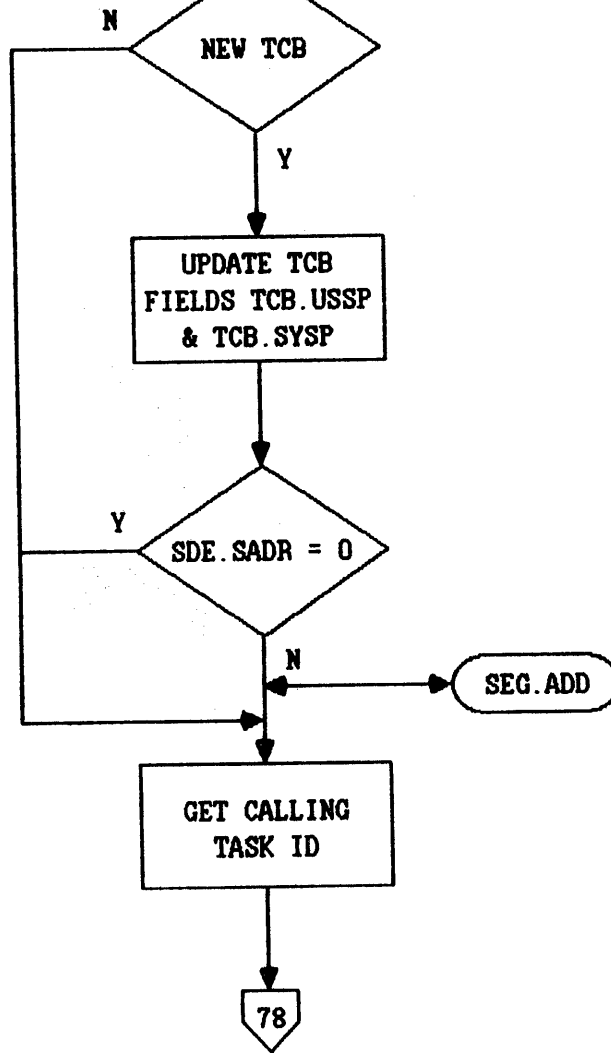 N
NEW TCB
Y
UPDATE TCB
FIELDS TCB.USSP
& TCB.SYSP
Y
SDE.SADR = 0
N
SEG.ADD
GET CALLING
TASK ID
78